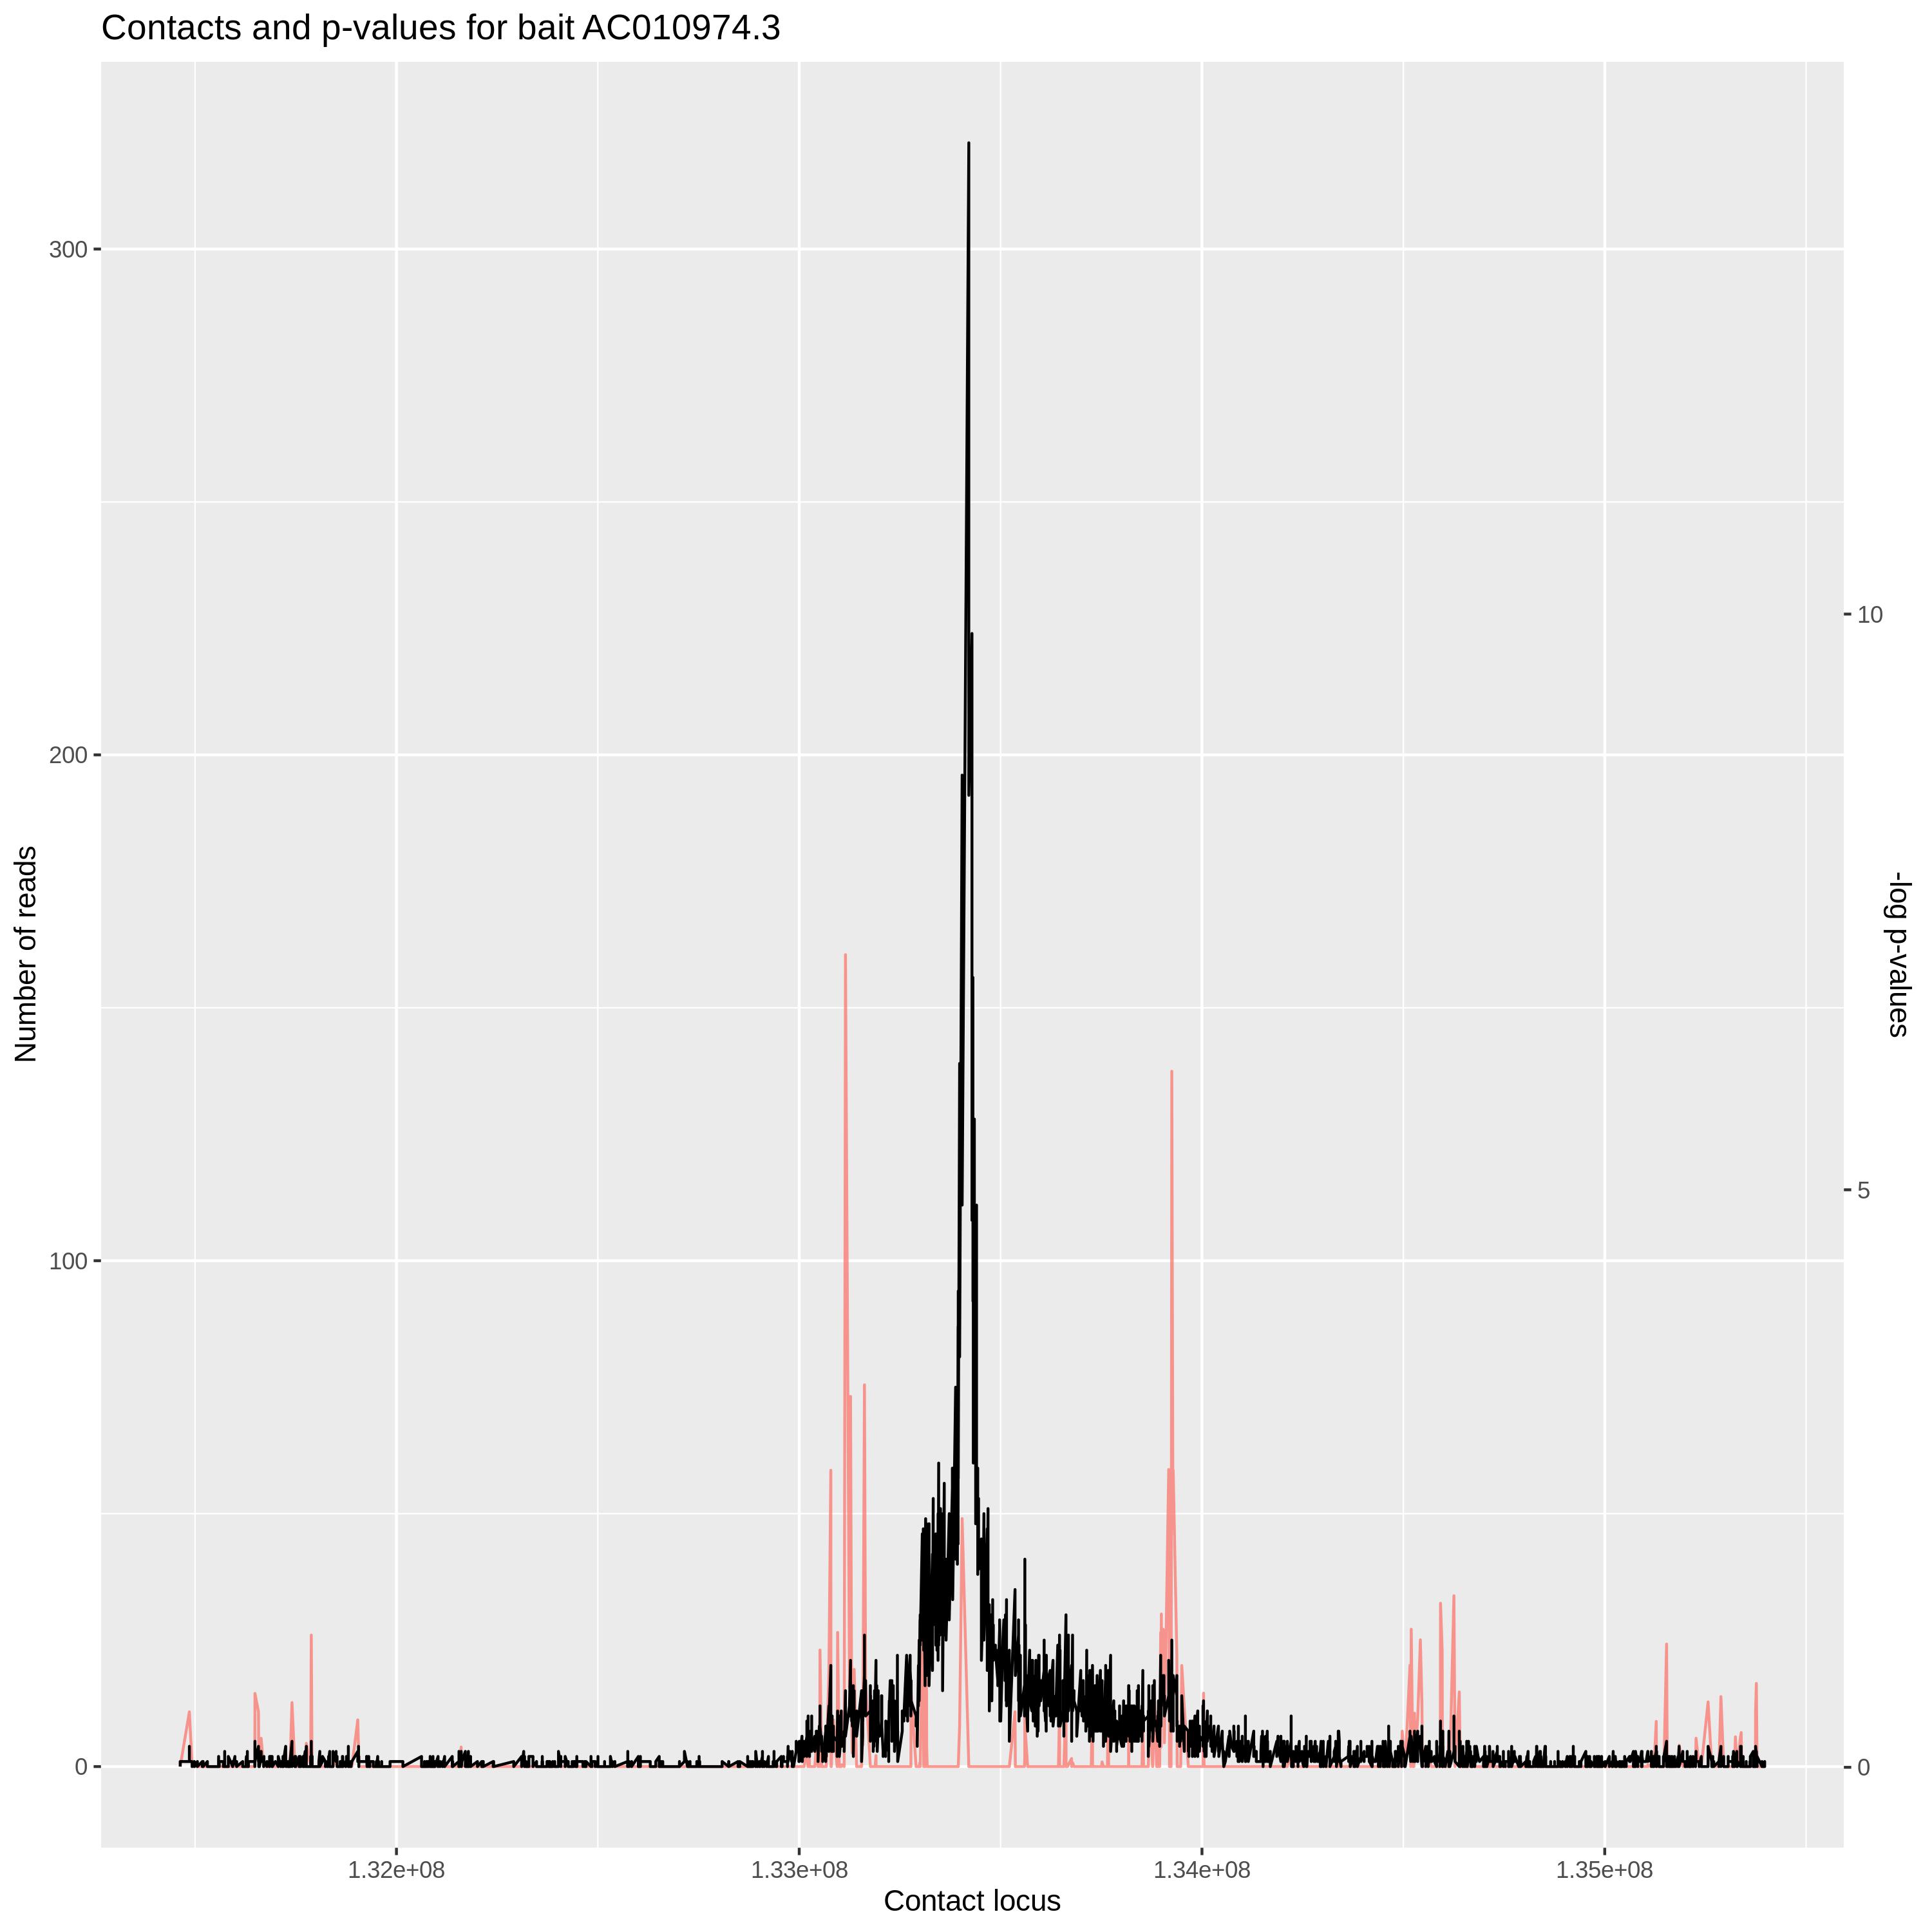 Contacts and p-values for bait AC010974.3
300
200
100
0
Number of reads
10
5
0
-log p-values
1.32e+08
1.33e+08
1.34e+08
1.35e+08
Contact locus